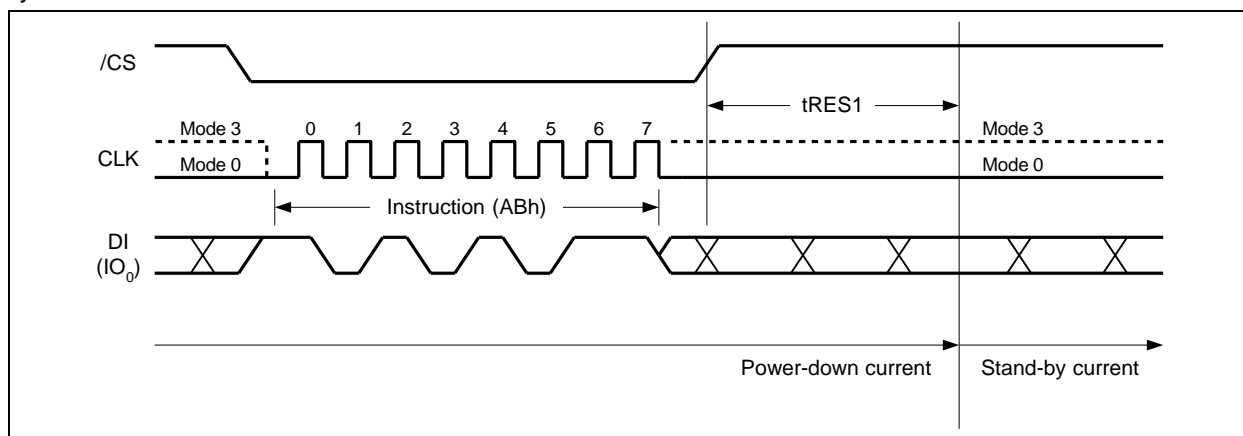 /CS
tRES1
Mode 3 0 1 2 3 4 5 6 7 Mode 3
CLK
Mode 0 Mode 0
Instruction (ABh)
DI
(IO0)
Power-down current Stand-by current